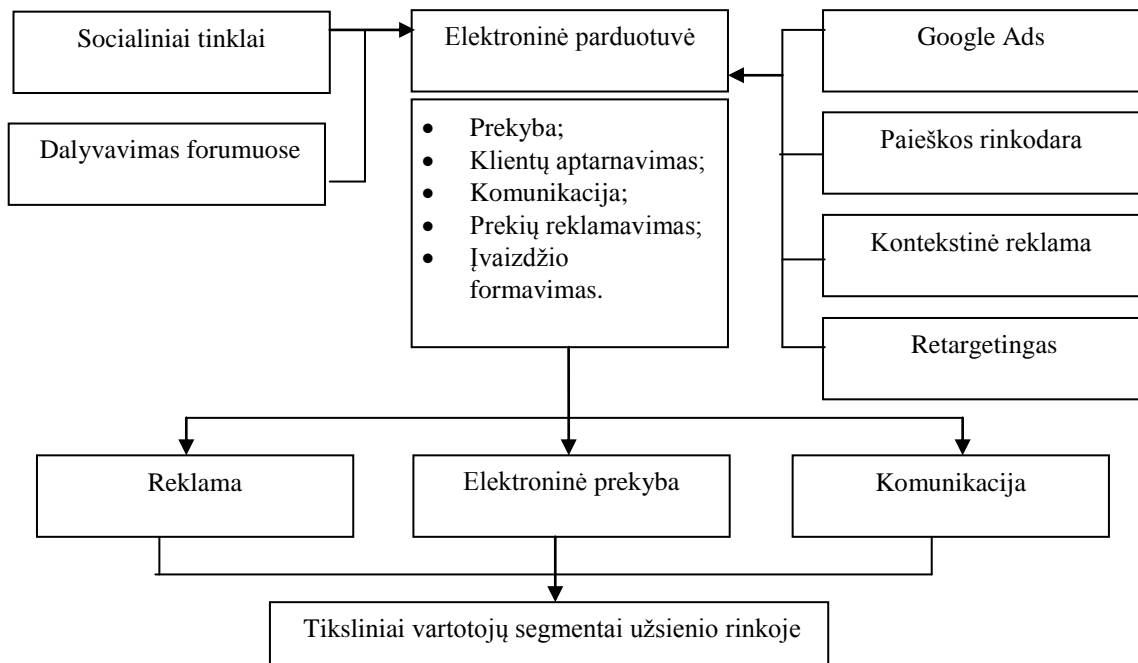 Socialiniai tinklai
Elektroninė parduotuvė
Google Ads
Dalyvavimas forumuose
• Prekyba;
• Klientų aptarnavimas;
• Komunikacija;
• Prekių reklamavimas;
• Įvaizdžio
formavimas.
Paieškos rinkodara
Kontekstinė reklama
Retargetingas
Reklama
Elektroninė prekyba
Komunikacija
Tiksliniai vartotojų segmentai užsienio rinkoje